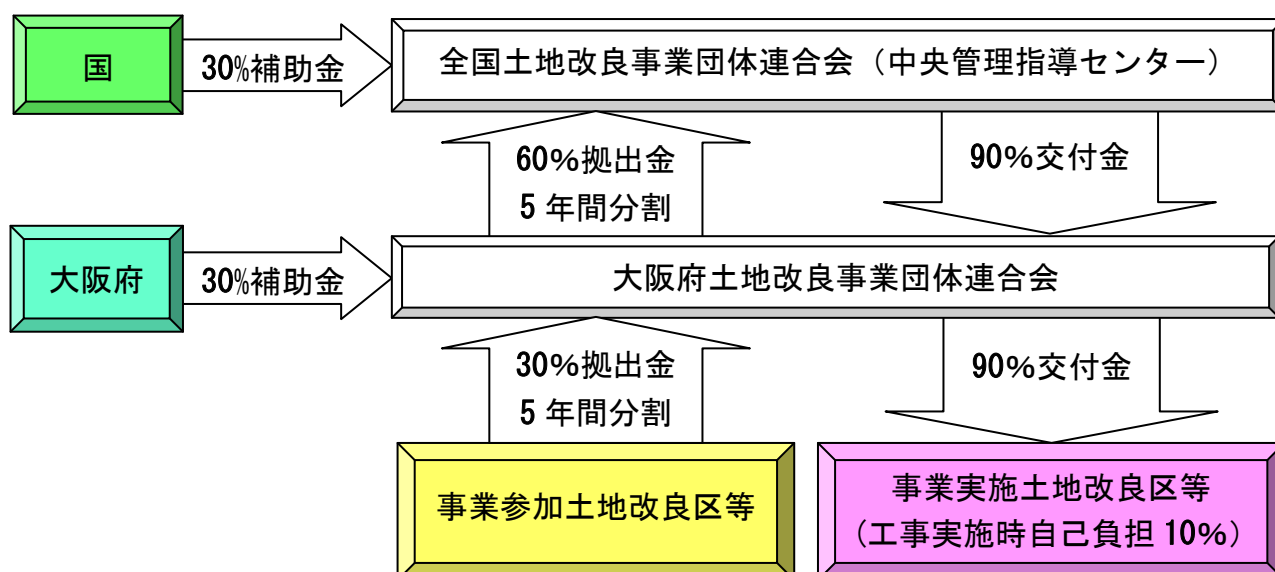 国
30%補助金
全国土地改良事業団体連合会（中央管理指導センター）
60%拠出金
5年間分割
90%交付金
大阪府
30%補助金
大阪府土地改良事業団体連合会
30%拠出金
5年間分割
90%交付金
事業参加土地改良区等
事業実施土地改良区等
（工事実施時自己負担 10%）